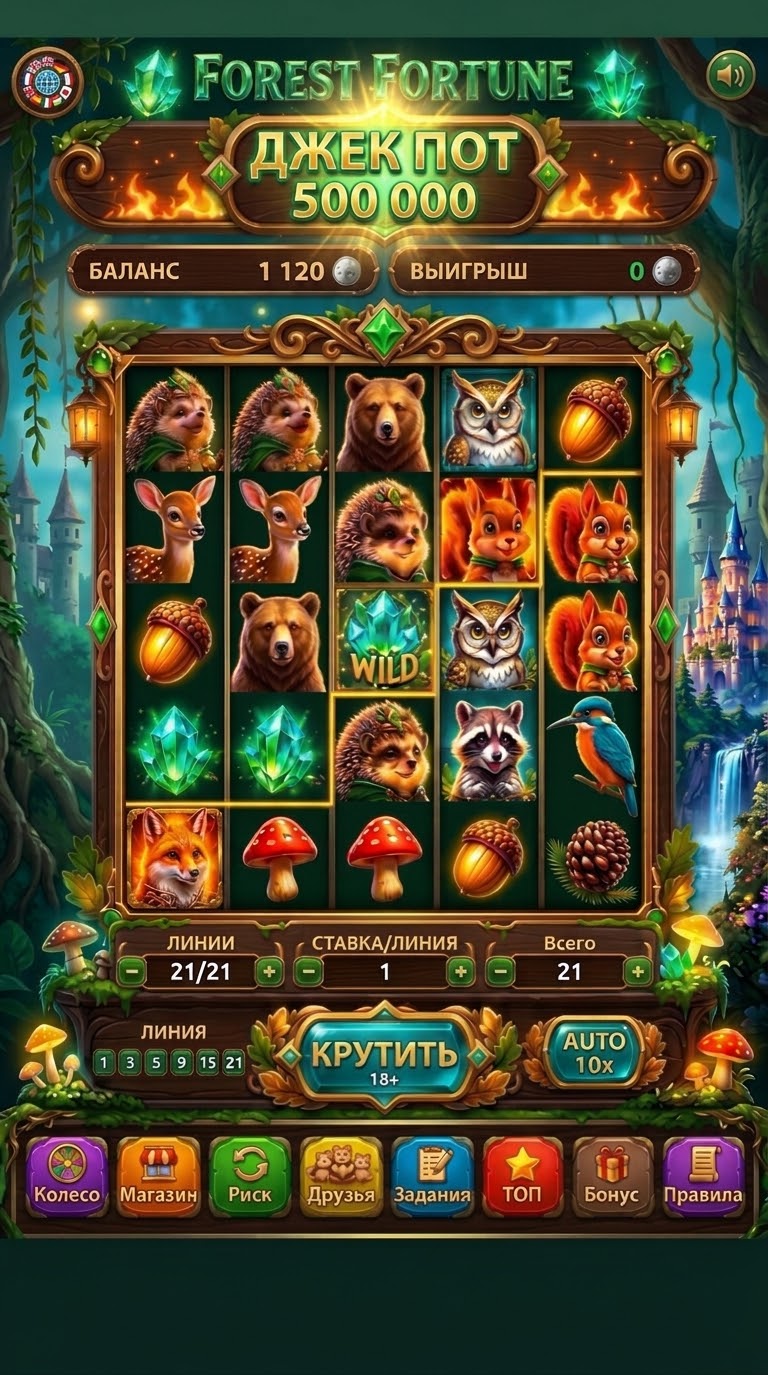 FOREST FORTUNE
ДЖЕК ПОТ
500 000
БАЛАНС 1 120
ВЫИГРЫШ 0
WILD
ЛИНИИ
− 21/21 +
СТАВКА/ЛИНИЯ
− 1 +
Всего
− 21 +
ЛИНИЯ
1 3 5 9 15 21
КРУТИТЬ
18+
AUTO
10x
Колесо
Магазин
Риск
Друзья
Задания
ТОП
Бонус
Правила